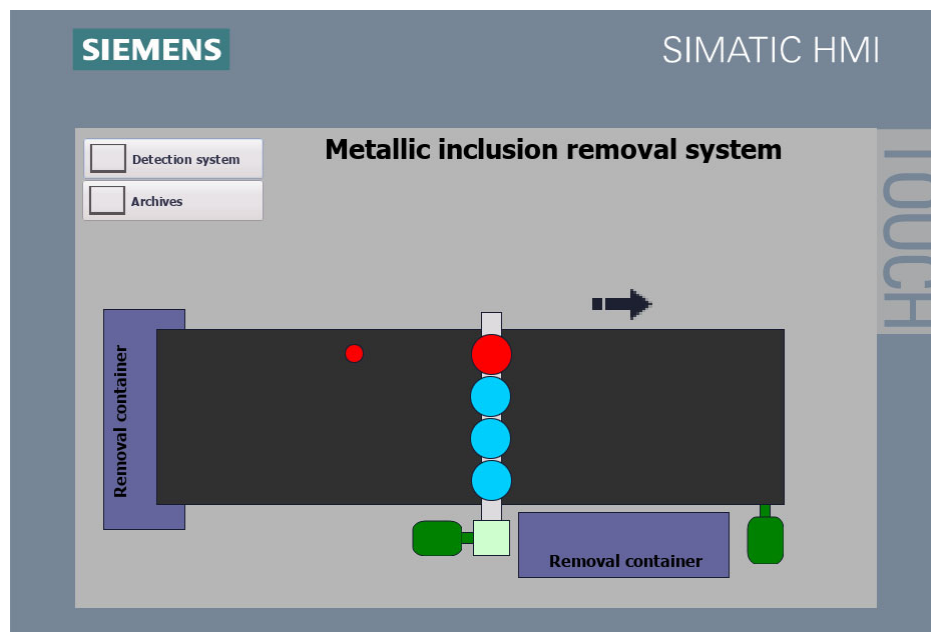 SIEMENS
SIMATIC HMI
TOUCH
Metallic inclusion removal system
Detection system
Archives
Removal container
Removal container